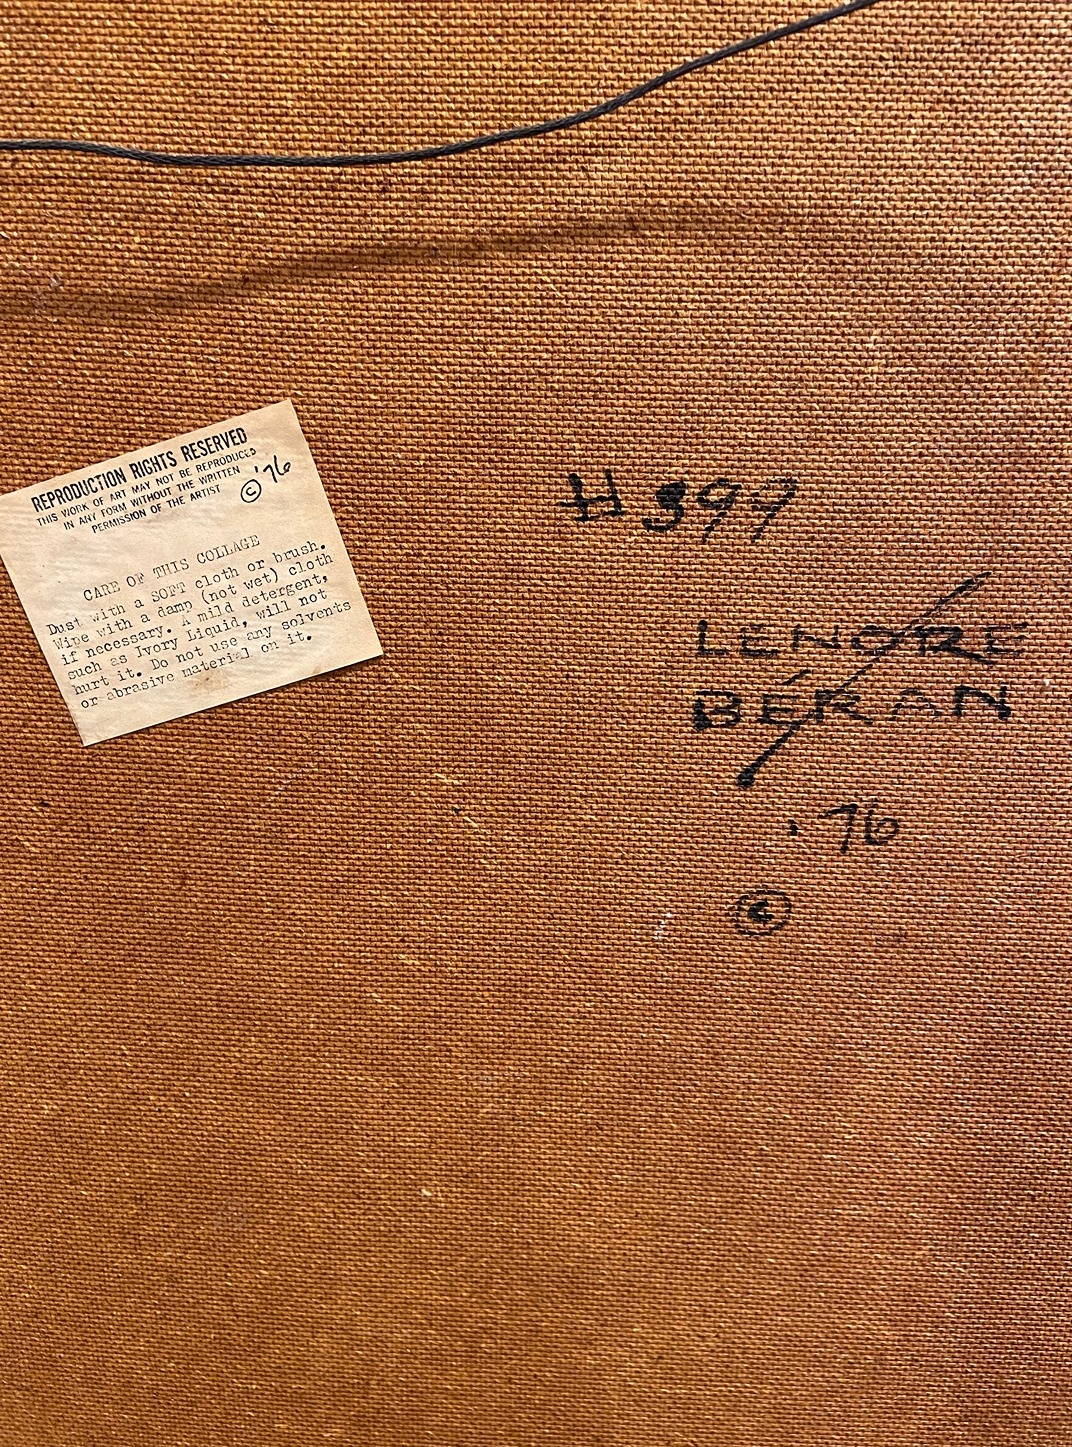 REPRODUCTION RIGHTS RESERVED
THIS WORK OF ART MAY NOT BE REPRODUCED
IN ANY FORM WITHOUT THE WRITTEN
PERMISSION OF THE ARTIST
© '76
CARE OF THIS COLLAGE
Dust with a SOFT cloth or brush.
Wipe with a damp (not wet) cloth
if necessary. A mild detergent,
such as Ivory Liquid, will not
hurt it. Do not use any solvents
or abrasive material on it.
# 399
LENORE
BERAN
'76
©